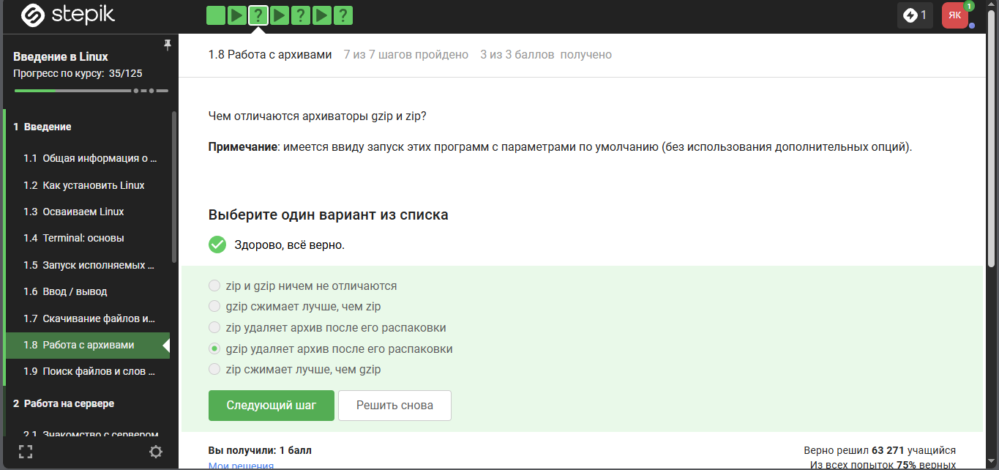 stepik
?
?
?
1
ЯК
1
Введение в Linux
Прогресс по курсу: 35/125
1 Введение
1.1 Общая информация о ...
1.2 Как установить Linux
1.3 Осваиваем Linux
1.4 Terminal: основы
1.5 Запуск исполняемых ...
1.6 Ввод / вывод
1.7 Скачивание файлов и...
1.8 Работа с архивами
1.9 Поиск файлов и слов ...
2 Работа на сервере
2.1 Знакомство с сервером
1.8 Работа с архивами 7 из 7 шагов пройдено 3 из 3 баллов получено
Чем отличаются архиваторы gzip и zip?
Примечание: имеется ввиду запуск этих программ с параметрами по умолчанию (без использования дополнительных опций).
Выберите один вариант из списка
Здорово, всё верно.
zip и gzip ничем не отличаются
gzip сжимает лучше, чем zip
zip удаляет архив после его распаковки
gzip удаляет архив после его распаковки
zip сжимает лучше, чем gzip
Следующий шаг
Решить снова
Вы получили: 1 балл
Мои решения
Верно решил 63 271 учащийся
Из всех попыток 75% верных